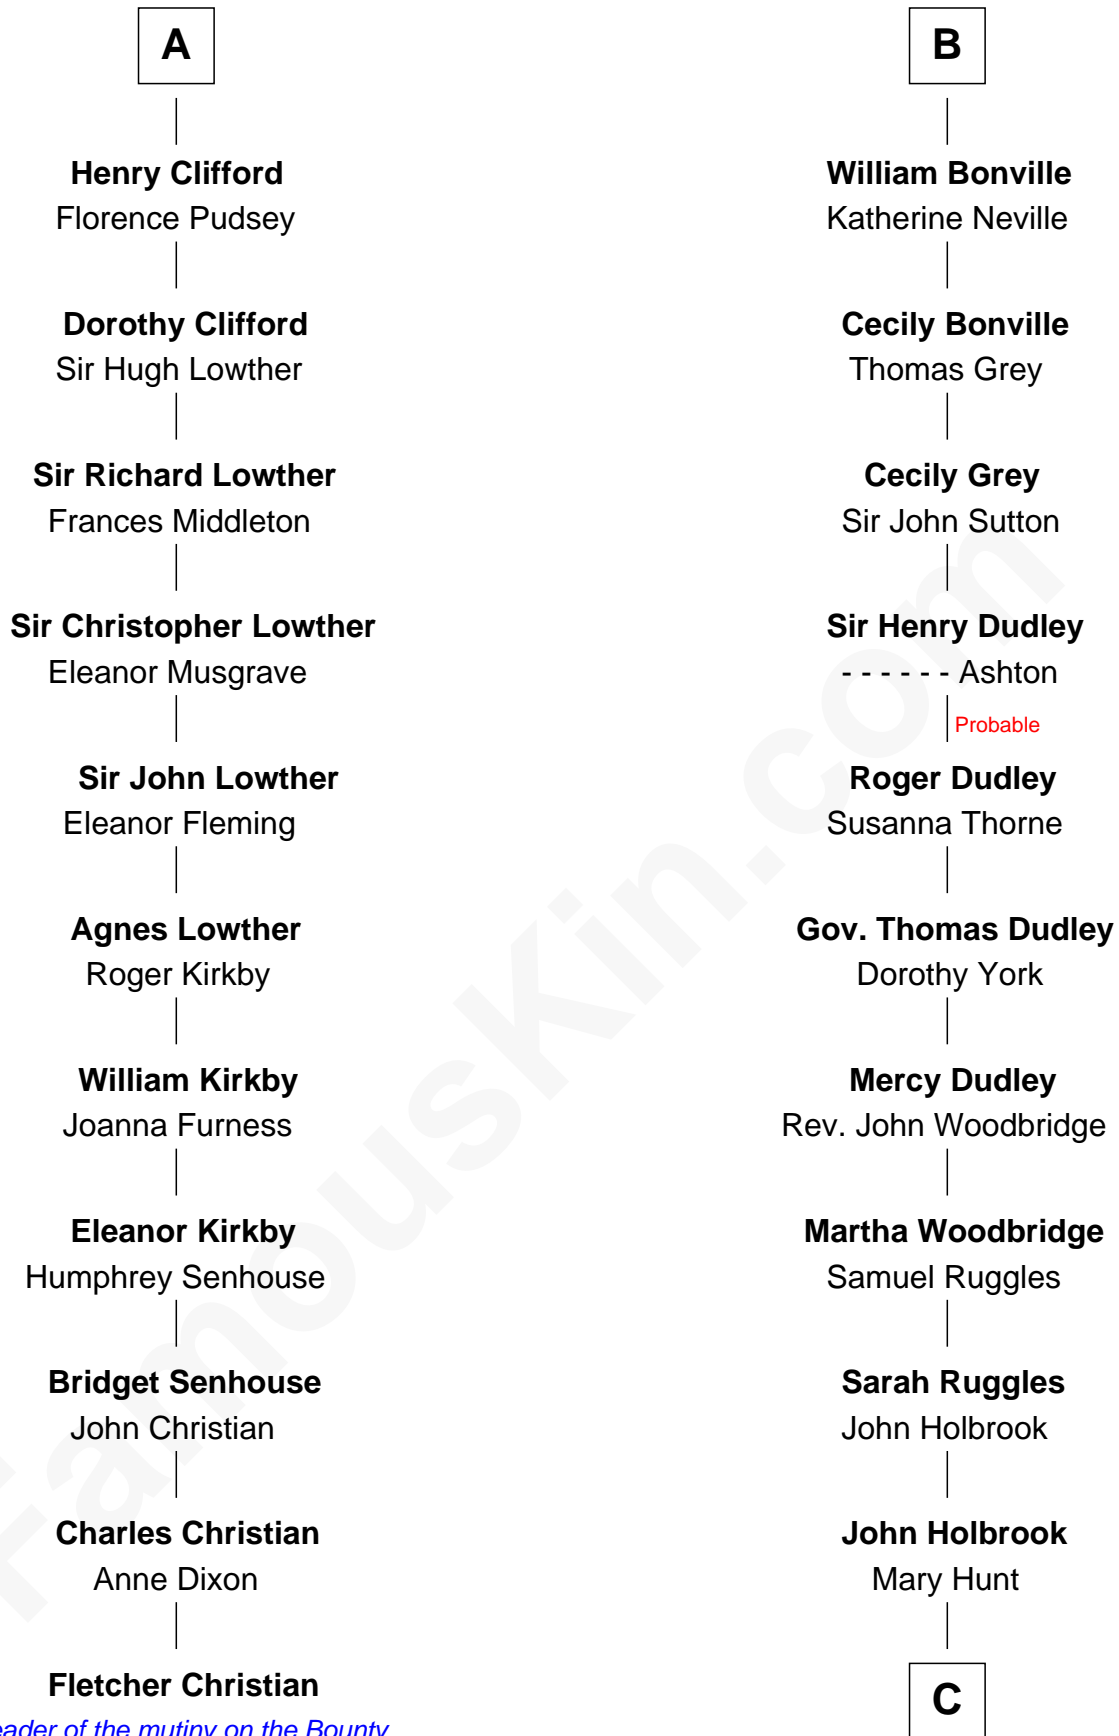 A
Henry Clifford
Florence Pudsey
Dorothy Clifford
Sir Hugh Lowther
Sir Richard Lowther
Frances Middleton
Sir Christopher Lowther
Eleanor Musgrave
Sir John Lowther
Eleanor Fleming
Agnes Lowther
Roger Kirkby
William Kirkby
Joanna Furness
Eleanor Kirkby
Humphrey Senhouse
Bridget Senhouse
John Christian
Charles Christian
Anne Dixon
Fletcher Christian
eader of the mutiny on the Bounty
B
William Bonville
Katherine Neville
Cecily Bonville
Thomas Grey
Cecily Grey
Sir John Sutton
Sir Henry Dudley
- - - - - - Ashton
Probable
Roger Dudley
Susanna Thorne
Gov. Thomas Dudley
Dorothy York
Mercy Dudley
Rev. John Woodbridge
Martha Woodbridge
Samuel Ruggles
Sarah Ruggles
John Holbrook
John Holbrook
Mary Hunt
C
FamousKin.com